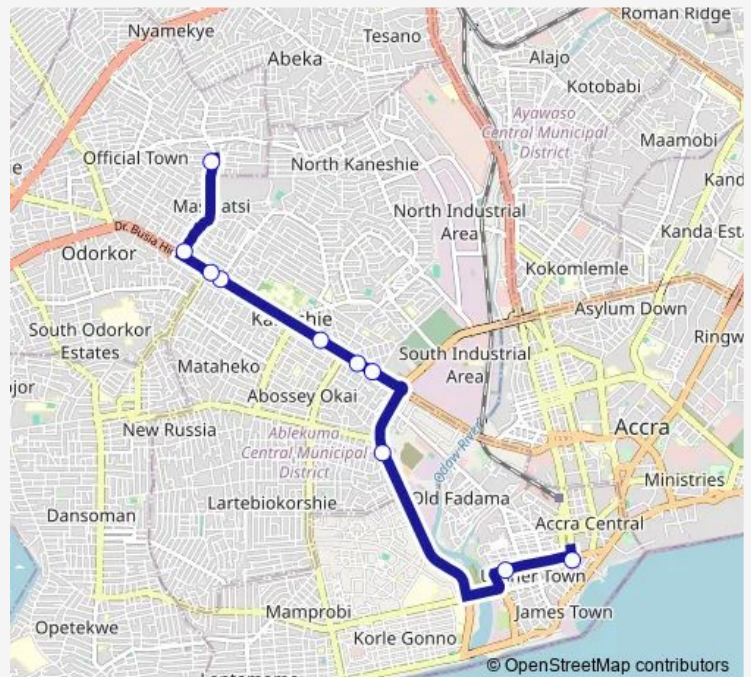 Roman Ridge
Nyamekye
Tesano
Abeka
Alajo
Kotobabi
Ayawaso
Central Municipal
District
Maamobi
Official Town
North Kaneshie
North Industrial
Area
Kanda Est
Dr. Busia Hi
Odorkor
Kokomlemle
Asylum Down
South Odorkor
Estates
South Industrial
Area
Mataheko
Abossey Okai
New Russia
Accra
Ablekuma
Central Municipal
District
Odaw River
Old Fadama
Ministries
Lartebiokorshie
Dansoman
Accra Central
Mamprobi
James Town
Opetekwe
Korle Gonno
© OpenStreetMap contributors